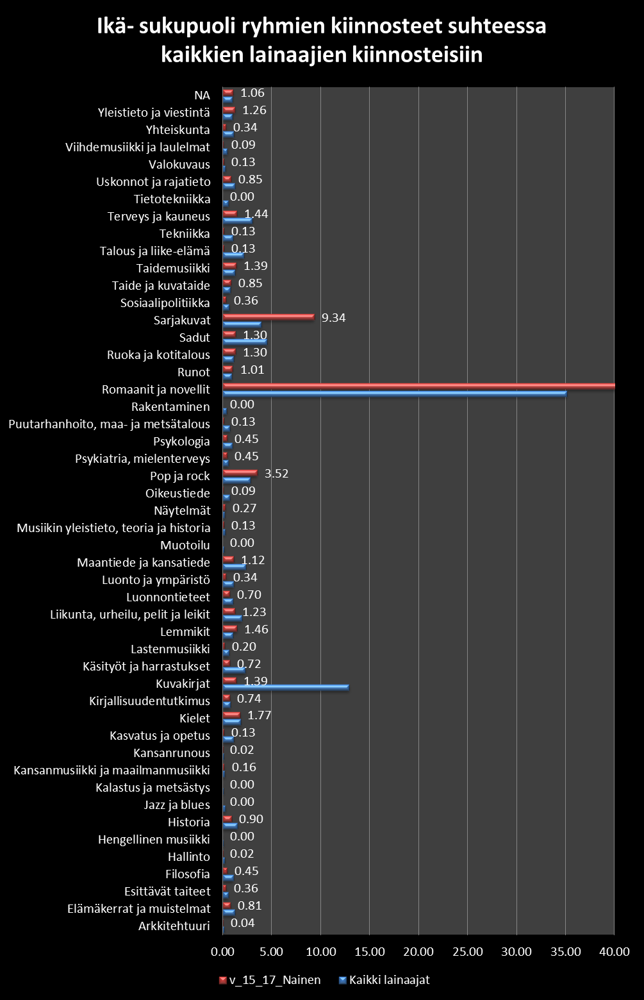 Ikä- sukupuoli ryhmien kiinnosteet suhteessa
kaikkien lainaajien kiinnosteisiin
NA 1.06
Yleistieto ja viestintä 1.26
Yhteiskunta 0.34
Viihdemusiikki ja laulelmat 0.09
Valokuvaus 0.13
Uskonnot ja rajatieto 0.85
Tietotekniikka 0.00
Terveys ja kauneus 1.44
Tekniikka 0.13
Talous ja liike-elämä 0.13
Taidemusiikki 1.39
Taide ja kuvataide 0.85
Sosiaalipolitiikka 0.36
Sarjakuvat 9.34
Sadut 1.30
Ruoka ja kotitalous 1.30
Runot 1.01
Romaanit ja novellit
Rakentaminen 0.00
Puutarhanhoito, maa- ja metsätalous 0.13
Psykologia 0.45
Psykiatria, mielenterveys 0.45
Pop ja rock 3.52
Oikeustiede 0.09
Näytelmät 0.27
Musiikin yleistieto, teoria ja historia 0.13
Muotoilu 0.00
Maantiede ja kansatiede 1.12
Luonto ja ympäristö 0.34
Luonnontieteet 0.70
Liikunta, urheilu, pelit ja leikit 1.23
Lemmikit 1.46
Lastenmusiikki 0.20
Käsityöt ja harrastukset 0.72
Kuvakirjat 1.39
Kirjallisuudentutkimus 0.74
Kielet 1.77
Kasvatus ja opetus 0.13
Kansanrunous 0.02
Kansanmusiikki ja maailmanmusiikki 0.16
Kalastus ja metsästys 0.00
Jazz ja blues 0.00
Historia 0.90
Hengellinen musiikki 0.00
Hallinto 0.02
Filosofia 0.45
Esittävät taiteet 0.36
Elämäkerrat ja muistelmat 0.81
Arkkitehtuuri 0.04
0.00 5.00 10.00 15.00 20.00 25.00 30.00 35.00 40.00
v_15_17_Nainen Kaikki lainaajat